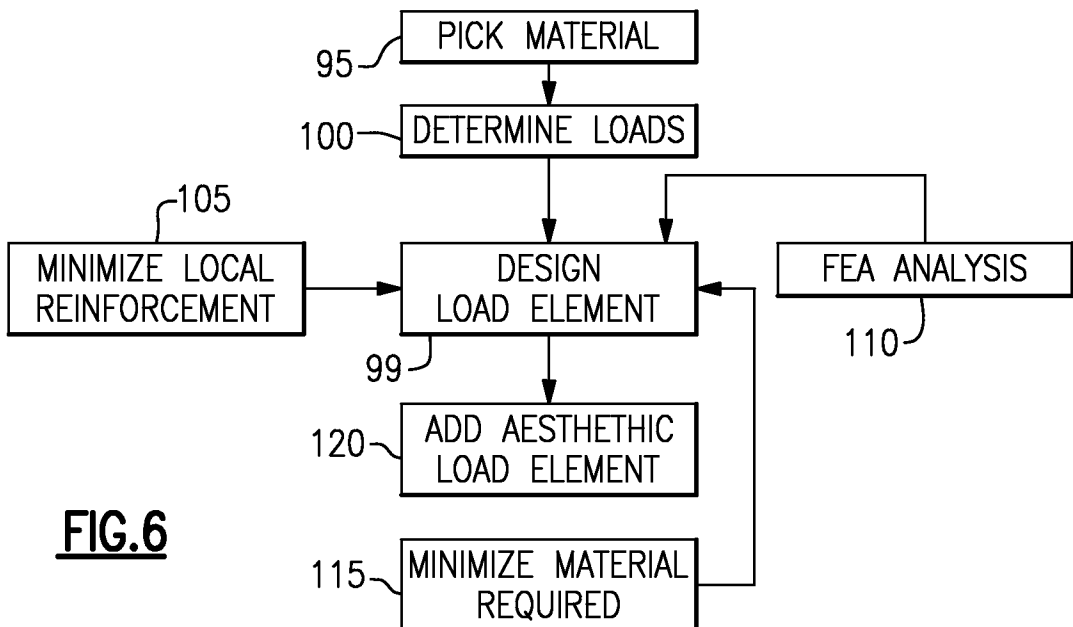 PICK MATERIAL
95
DETERMINE LOADS
100
105
MINIMIZE LOCAL
REINFORCEMENT
DESIGN
LOAD ELEMENT
99
FEA ANALYSIS
110
ADD AESTHETHIC
LOAD ELEMENT
120
MINIMIZE MATERIAL
REQUIRED
115
FIG.6